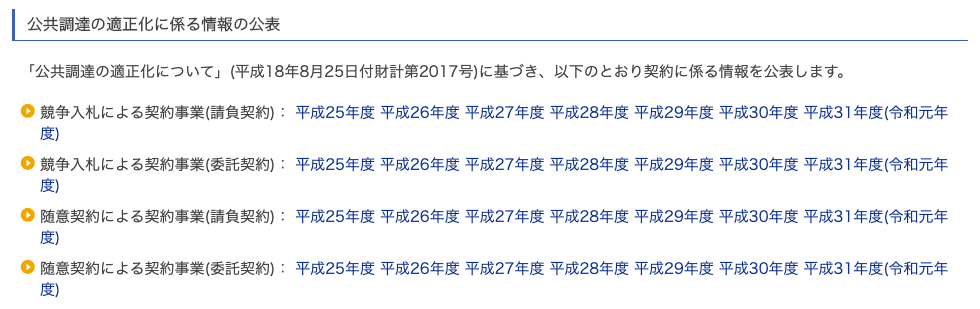 公共調達の適正化に係る情報の公表
「公共調達の適正化について」(平成18年8月25日付財計第2017号)に基づき、以下のとおり契約に係る情報を公表します。
競争入札による契約事業(請負契約)： 平成25年度 平成26年度 平成27年度 平成28年度 平成29年度 平成30年度 平成31年度(令和元年
度)
競争入札による契約事業(委託契約)： 平成25年度 平成26年度 平成27年度 平成28年度 平成29年度 平成30年度 平成31年度(令和元年
度)
随意契約による契約事業(請負契約)： 平成25年度 平成26年度 平成27年度 平成28年度 平成29年度 平成30年度 平成31年度(令和元年
度)
随意契約による契約事業(委託契約)： 平成25年度 平成26年度 平成27年度 平成28年度 平成29年度 平成30年度 平成31年度(令和元年
度)